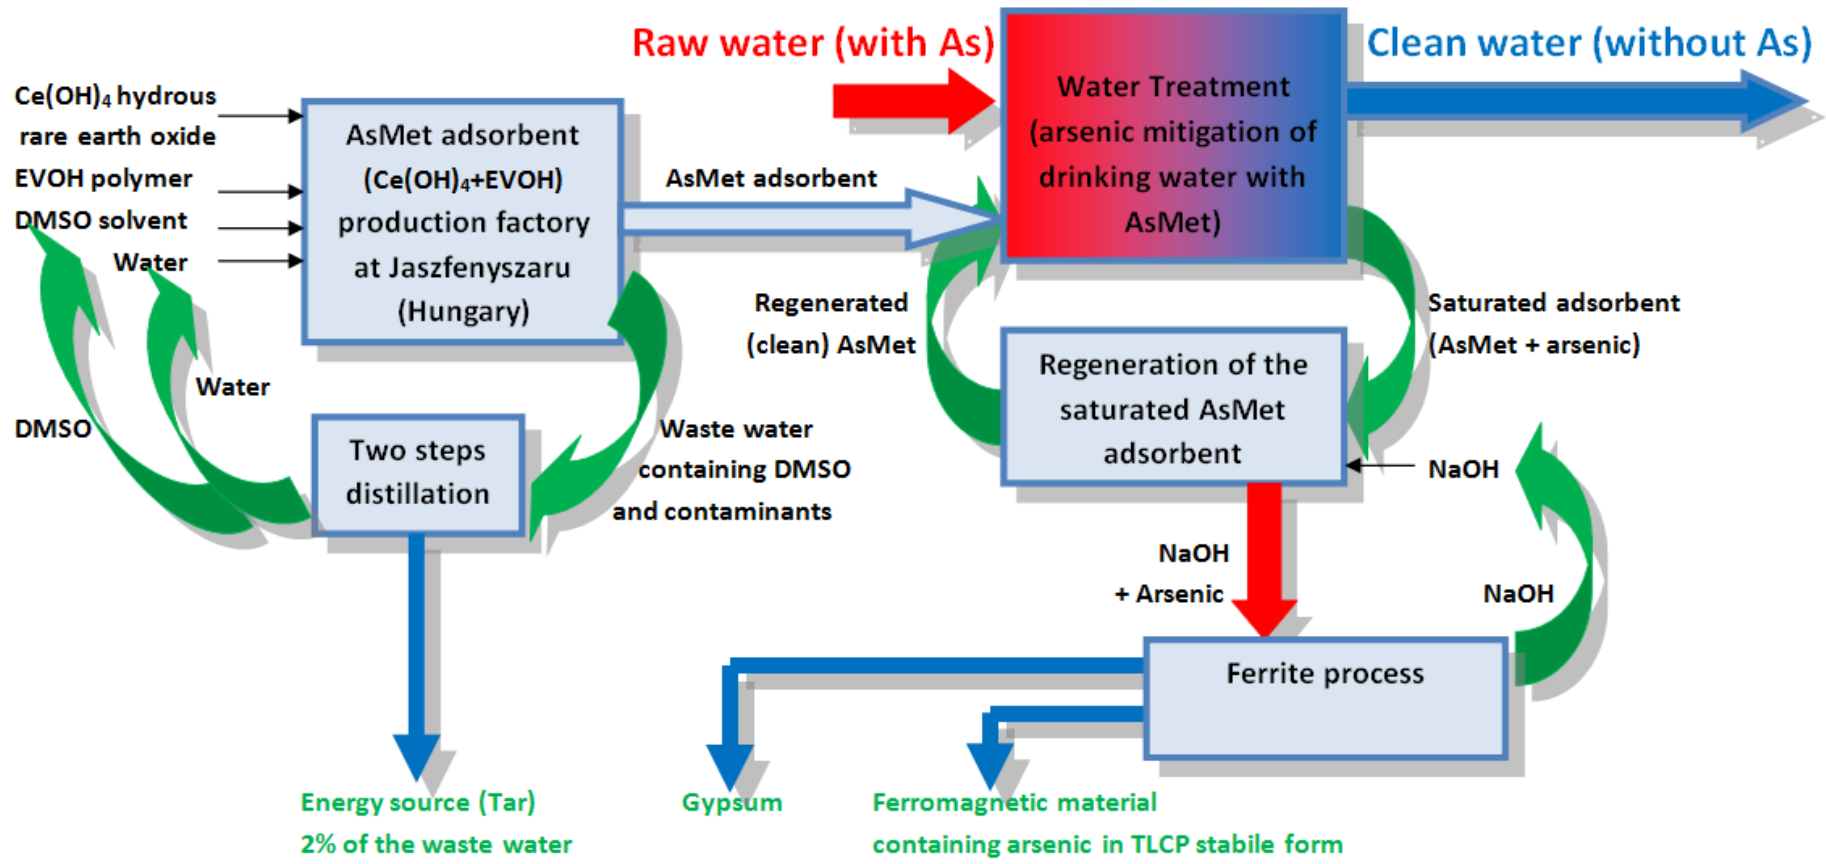 Raw water (with As)
Clean water (without As)
Water Treatment
(arsenic mitigation of
drinking water with
AsMet)
Ce(OH)₄ hydrous
rare earth oxide
EVOH polymer
DMSO solvent
Water
AsMet adsorbent
(Ce(OH)₄+EVOH)
production factory
at Jaszfenyszaru
(Hungary)
AsMet adsorbent
Regenerated
(clean) AsMet
Saturated adsorbent
(AsMet + arsenic)
Regeneration of the
saturated AsMet
adsorbent
NaOH
Water
DMSO
Two steps
distillation
Waste water
containing DMSO
and contaminants
NaOH
+ Arsenic
NaOH
Ferrite process
Energy source (Tar)
2% of the waste water
Gypsum
Ferromagnetic material
containing arsenic in TLCP stabile form